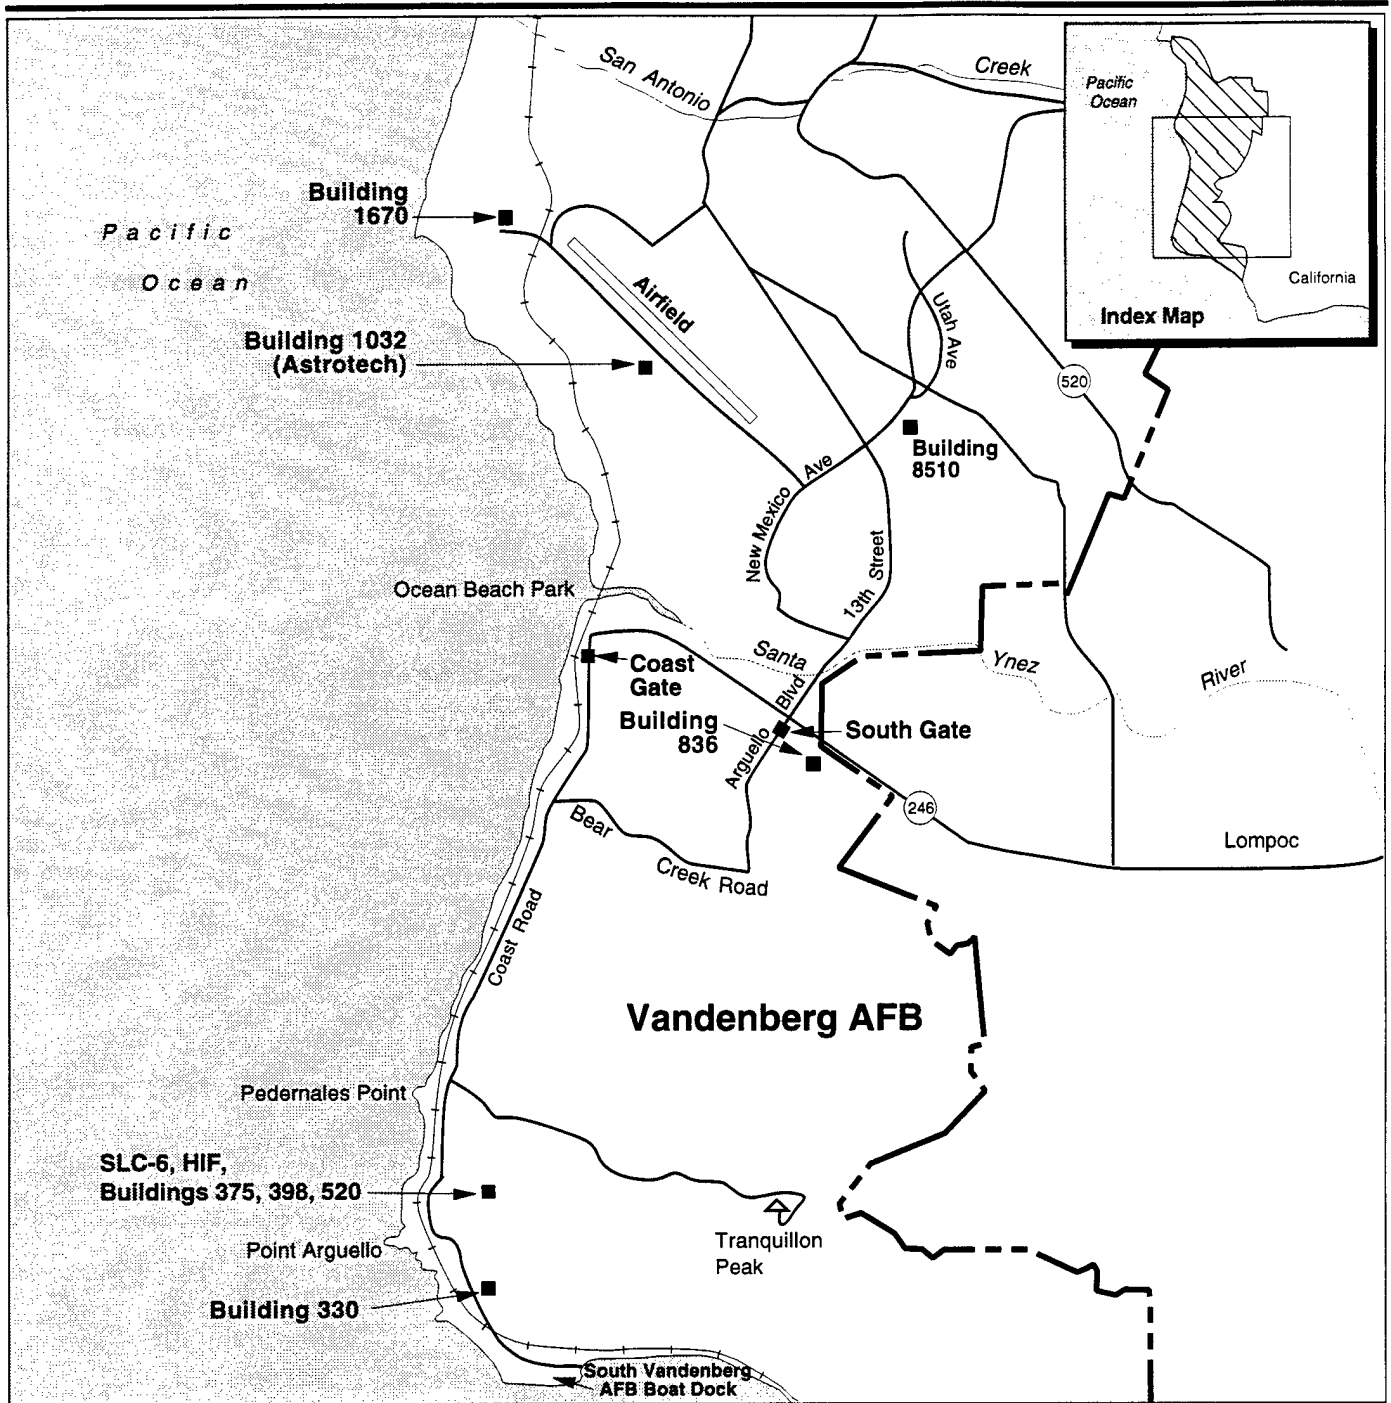 San Antonio
Creek
Pacific
Ocean
California
Index Map
Building
1670
Pacific
Ocean
Airfield
Utah Ave
Building 1032
(Astrotech)
520
Building
8510
New Mexico Ave
13th Street
Ocean Beach Park
Santa Ynez River
Coast
Gate
Building
836
Arguello Blvd
South Gate
246
Lompoc
Bear
Creek Road
Coast Road
Vandenberg AFB
Pedernales Point
SLC-6, HIF,
Buildings 375, 398, 520
Point Arguello
Tranquillon
Peak
Building 330
South Vandenberg
AFB Boat Dock